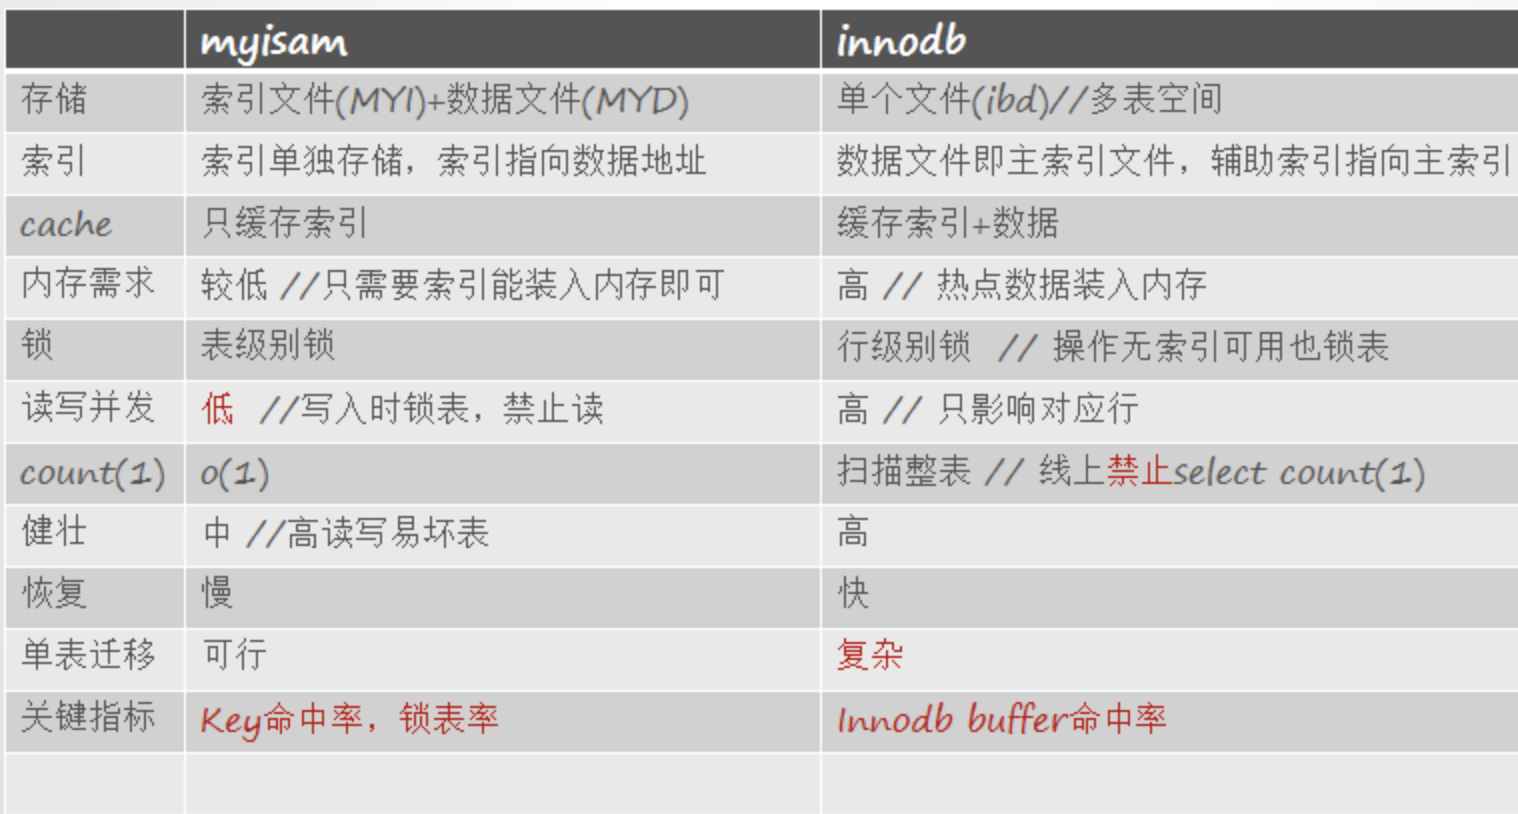 myisam innodb
存储 索引文件(MYI)+数据文件(MYD) 单个文件(ibd)//多表空间
索引 索引单独存储，索引指向数据地址 数据文件即主索引文件，辅助索引指向主索引
cache 只缓存索引 缓存索引+数据
内存需求 较低 //只需要索引能装入内存即可 高 // 热点数据装入内存
锁 表级别锁 行级别锁 // 操作无索引可用也锁表
读写并发 低 //写入时锁表，禁止读 高 // 只影响对应行
count(1) o(1) 扫描整表 // 线上禁止select count(1)
健壮 中 //高读写易坏表 高
恢复 慢 快
单表迁移 可行 复杂
关键指标 Key命中率，锁表率 Innodb buffer命中率